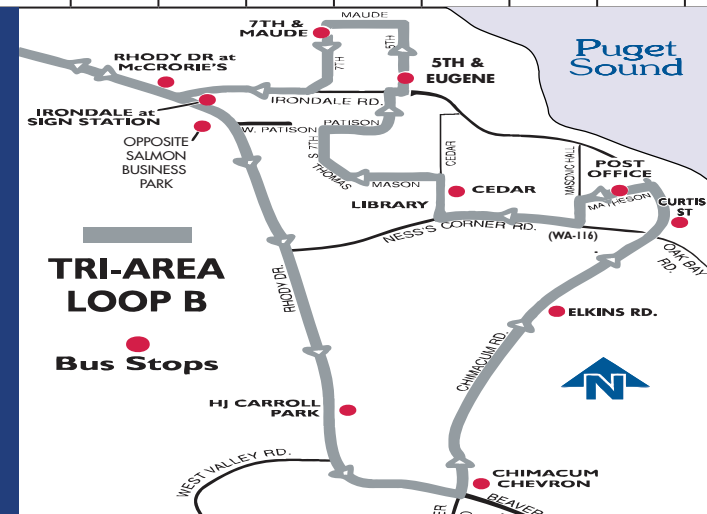 MAUDE
7TH &
MAUDE
5TH
7TH
5TH &
EUGENE
Puget
Sound
RHODY DR at
McCRORIE'S
IRONDALE RD.
IRONDALE at
SIGN STATION
OPPOSITE
SALMON
BUSINESS
PARK
W. PATISON
PATISON
S 7TH
THOMAS
MASON
CEDAR
CEDAR
LIBRARY
MASONIC HALL
POST
OFFICE
MATHESON
CURTIS
ST
NESS'S CORNER RD.
(WA-116)
OAK BAY
RD.
TRI-AREA
LOOP B
Bus Stops
RHODY DR.
ELKINS RD.
CHIMACUM RD.
N
HJ CARROLL
PARK
WEST VALLEY RD.
CHIMACUM
CHEVRON
BEAVER
ER